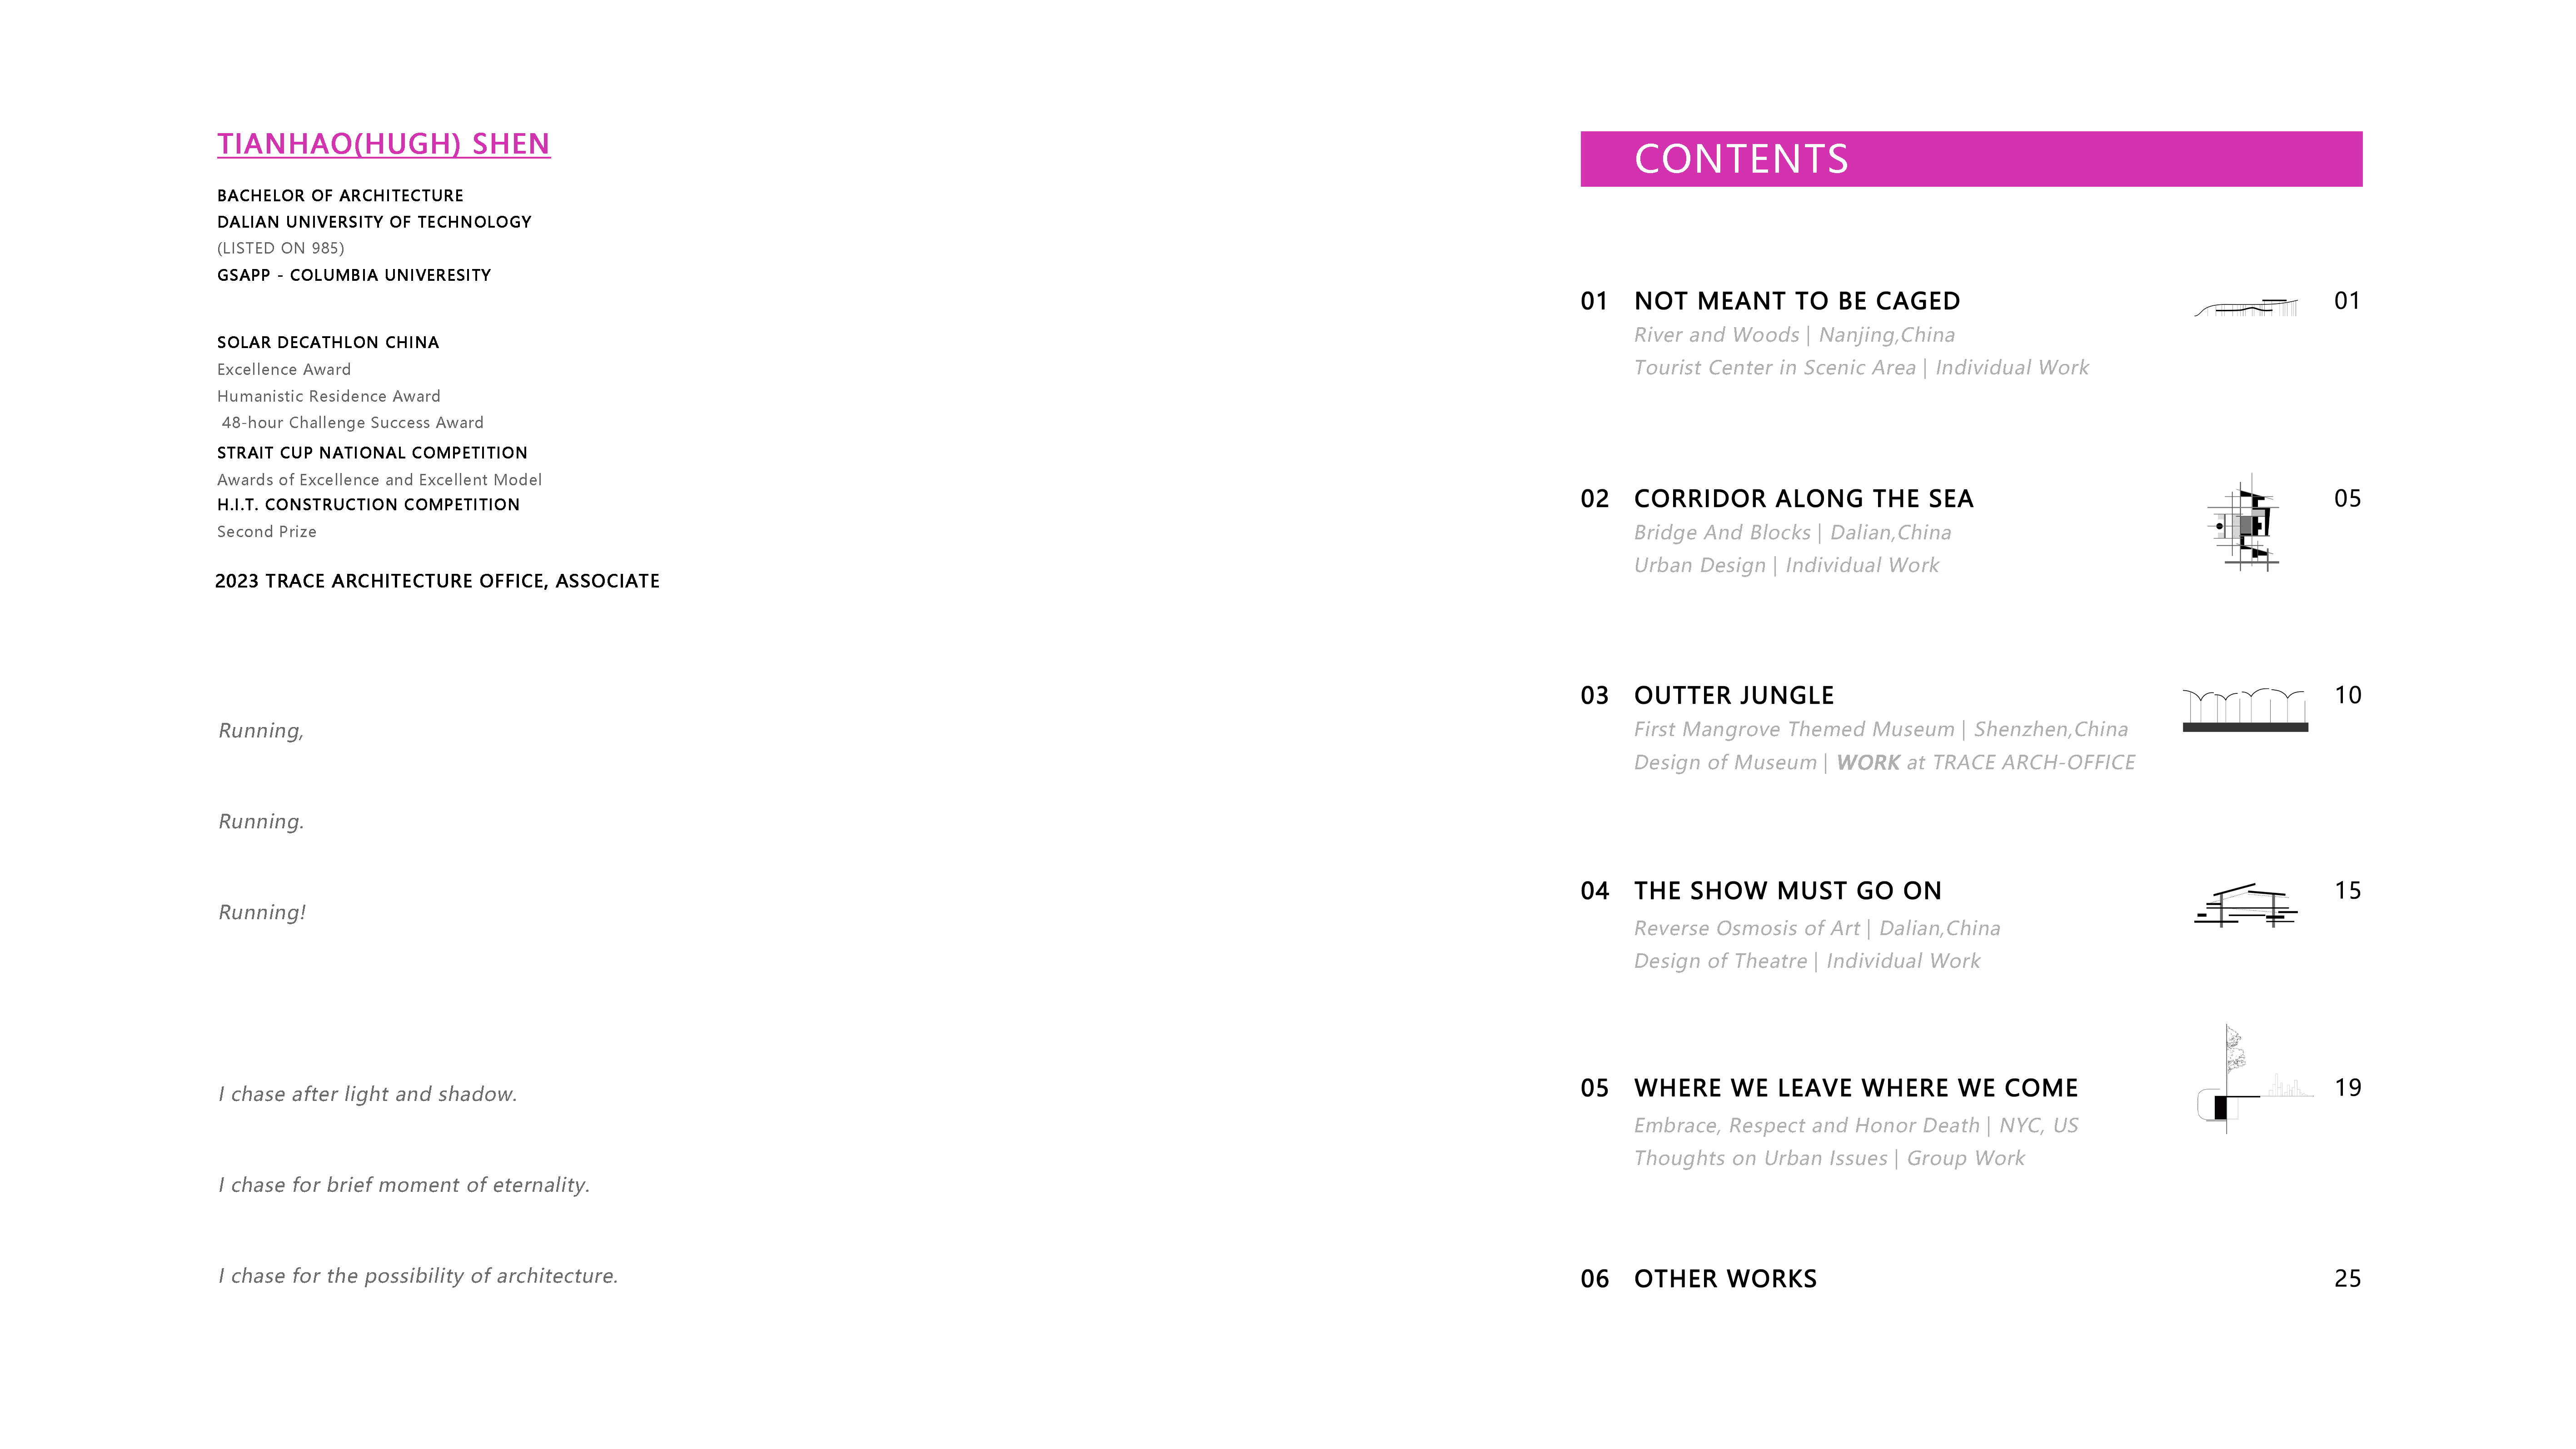 TIANHAO(HUGH) SHEN
BACHELOR OF ARCHITECTURE
DALIAN UNIVERSITY OF TECHNOLOGY
(LISTED ON 985)
GSAPP - COLUMBIA UNIVERESITY
SOLAR DECATHLON CHINA
Excellence Award
Humanistic Residence Award
48-hour Challenge Success Award
STRAIT CUP NATIONAL COMPETITION
Awards of Excellence and Excellent Model
H.I.T. CONSTRUCTION COMPETITION
Second Prize
2023 TRACE ARCHITECTURE OFFICE, ASSOCIATE
Running,
Running.
Running!
I chase after light and shadow.
I chase for brief moment of eternality.
I chase for the possibility of architecture.
CONTENTS
01 NOT MEANT TO BE CAGED 01
River and Woods | Nanjing,China
Tourist Center in Scenic Area | Individual Work
02 CORRIDOR ALONG THE SEA 05
Bridge And Blocks | Dalian,China
Urban Design | Individual Work
03 OUTTER JUNGLE 10
First Mangrove Themed Museum | Shenzhen,China
Design of Museum | WORK at TRACE ARCH-OFFICE
04 THE SHOW MUST GO ON 15
Reverse Osmosis of Art | Dalian,China
Design of Theatre | Individual Work
05 WHERE WE LEAVE WHERE WE COME 19
Embrace, Respect and Honor Death | NYC, US
Thoughts on Urban Issues | Group Work
06 OTHER WORKS 25